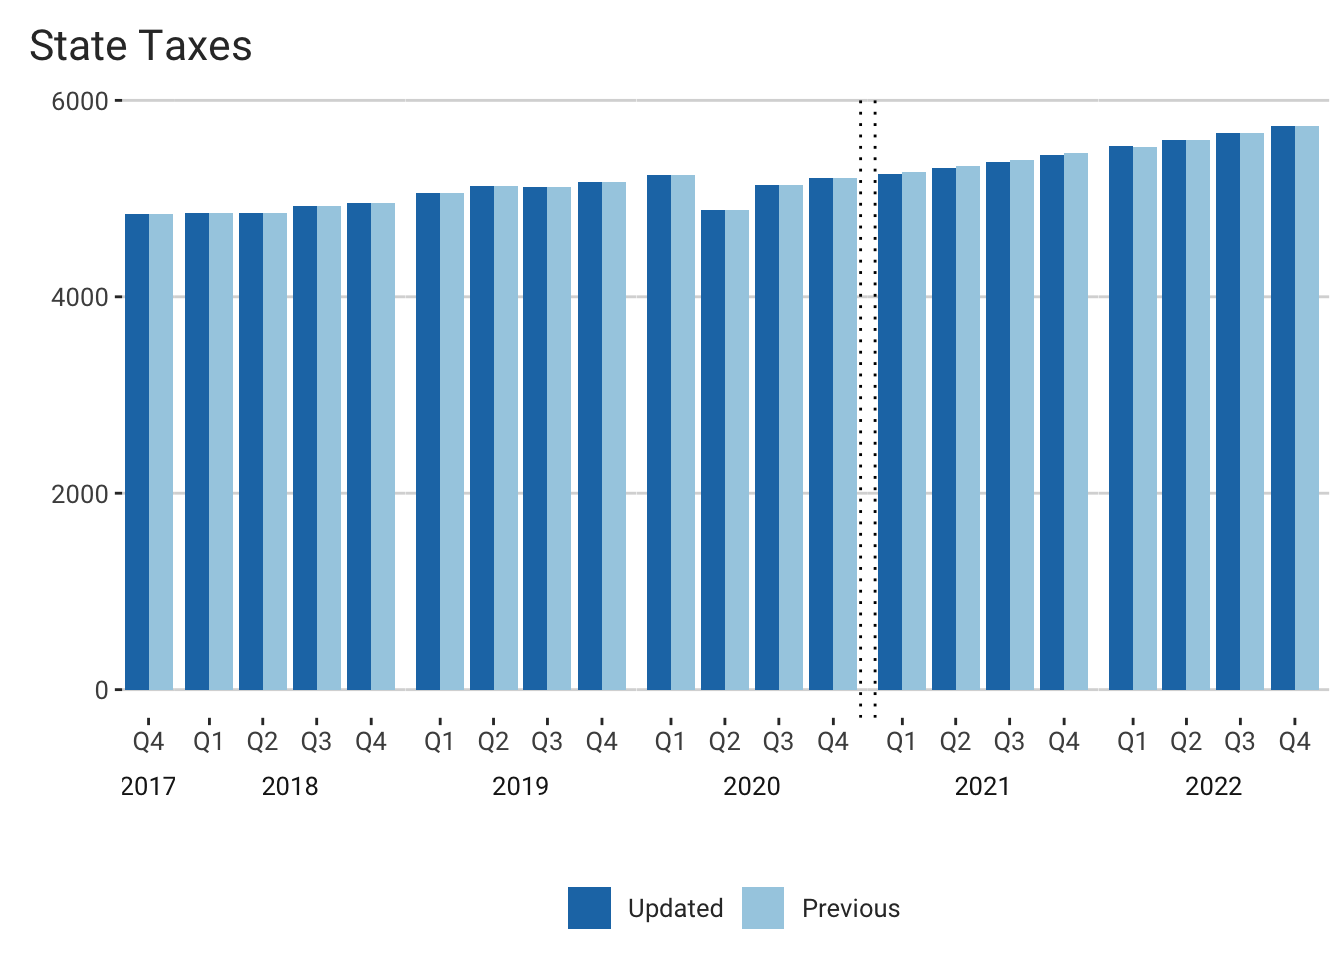 State Taxes
6000
4000
2000
0
Q4 Q1 Q2 Q3 Q4 Q1 Q2 Q3 Q4 Q1 Q2 Q3 Q4 Q1 Q2 Q3 Q4 Q1 Q2 Q3 Q4
2017 2018 2019 2020 2021 2022
Updated Previous